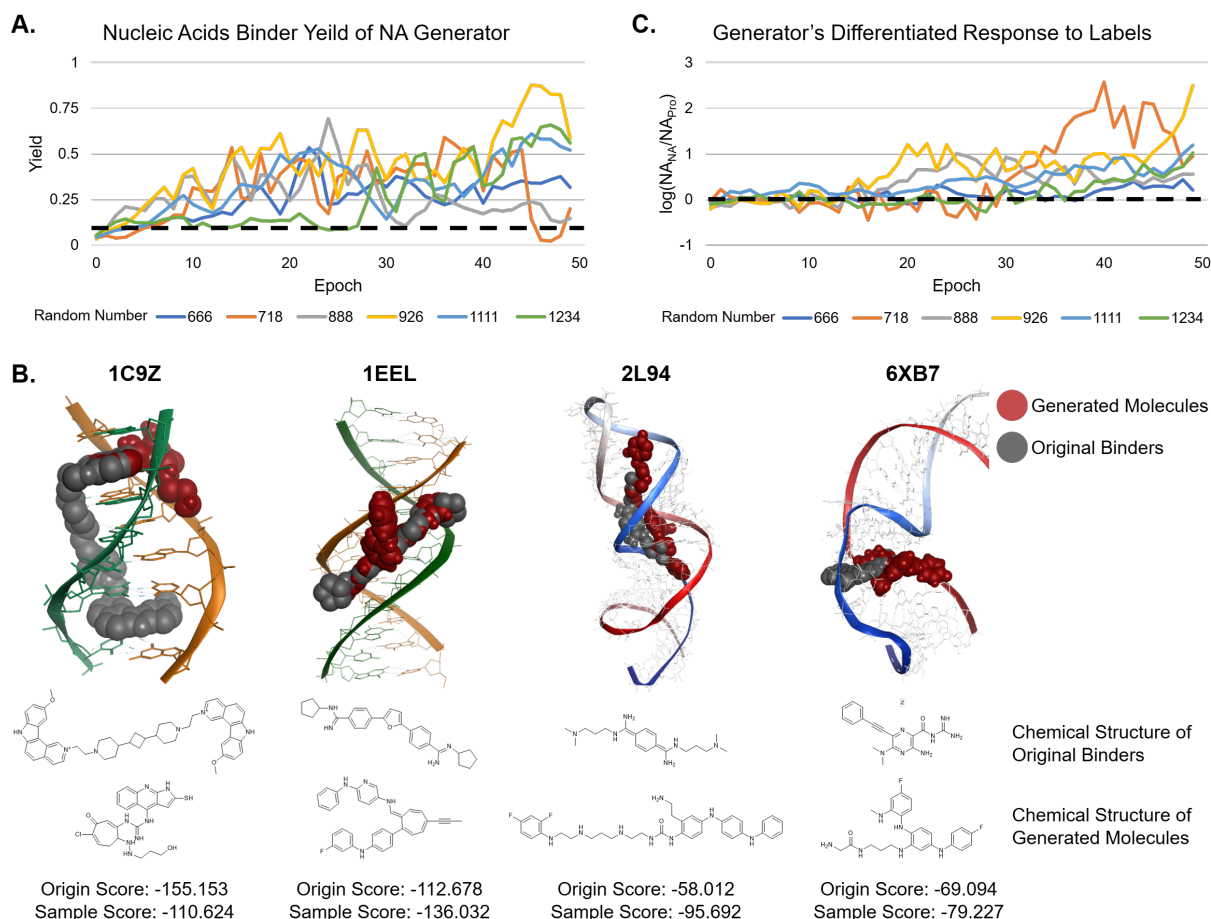 A.
Nucleic Acids Binder Yeild of NA Generator
1
0.75
0.5
0.25
0
Yield
0 10 20 30 40 50
Epoch
Random Number 666 718 888 926 1111 1234
C.
Generator's Differentiated Response to Labels
3
2
1
0
-1
log(NA_NA/NA_Pro)
0 10 20 30 40 50
Epoch
Random Number 666 718 888 926 1111 1234
B.
1C9Z 1EEL 2L94 6XB7
Generated Molecules
Original Binders
Chemical Structure of
Original Binders
Chemical Structure of
Generated Molecules
Origin Score: -155.153
Sample Score: -110.624
Origin Score: -112.678
Sample Score: -136.032
Origin Score: -58.012
Sample Score: -95.692
Origin Score: -69.094
Sample Score: -79.227